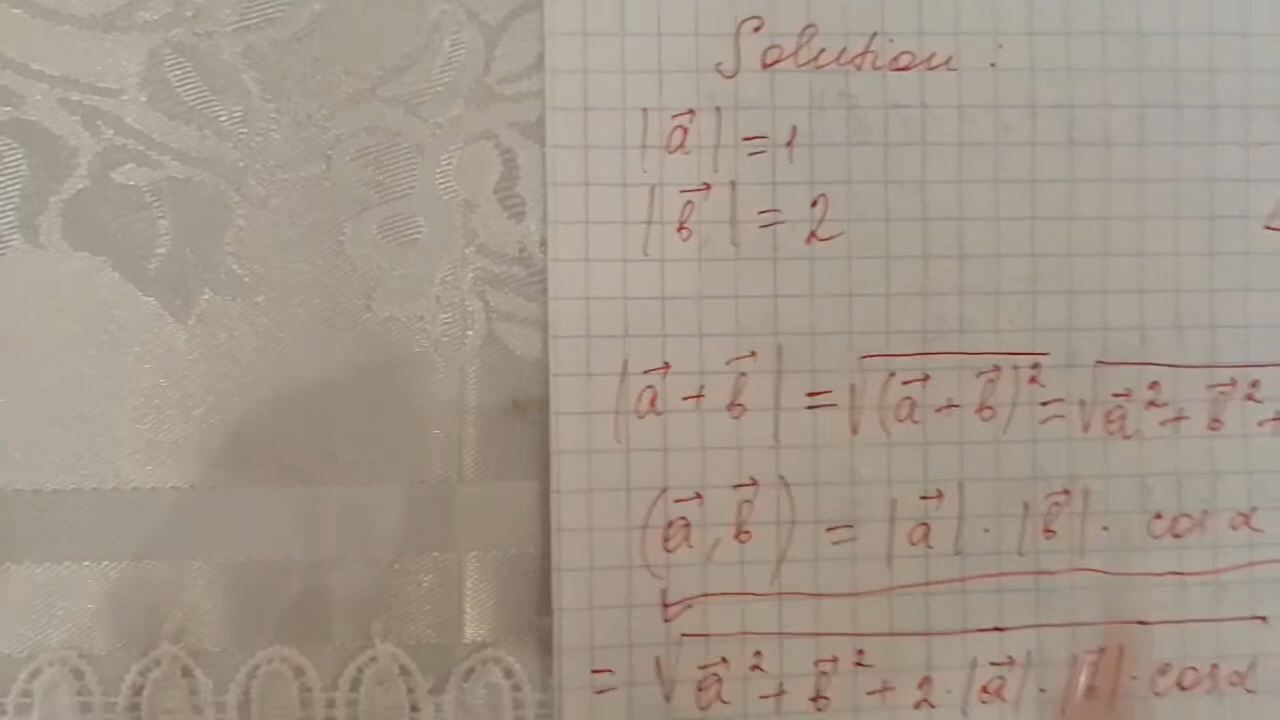 Solution:
|a⃗| = 1
|b⃗| = 2
|a⃗ + b⃗| = √(a⃗ + b⃗)² = √a⃗² + b⃗² +
(a⃗, b⃗) = |a⃗| · |b⃗| · cos α
= √a⃗² + b⃗² + 2 · |a⃗| · |b⃗| · cos α